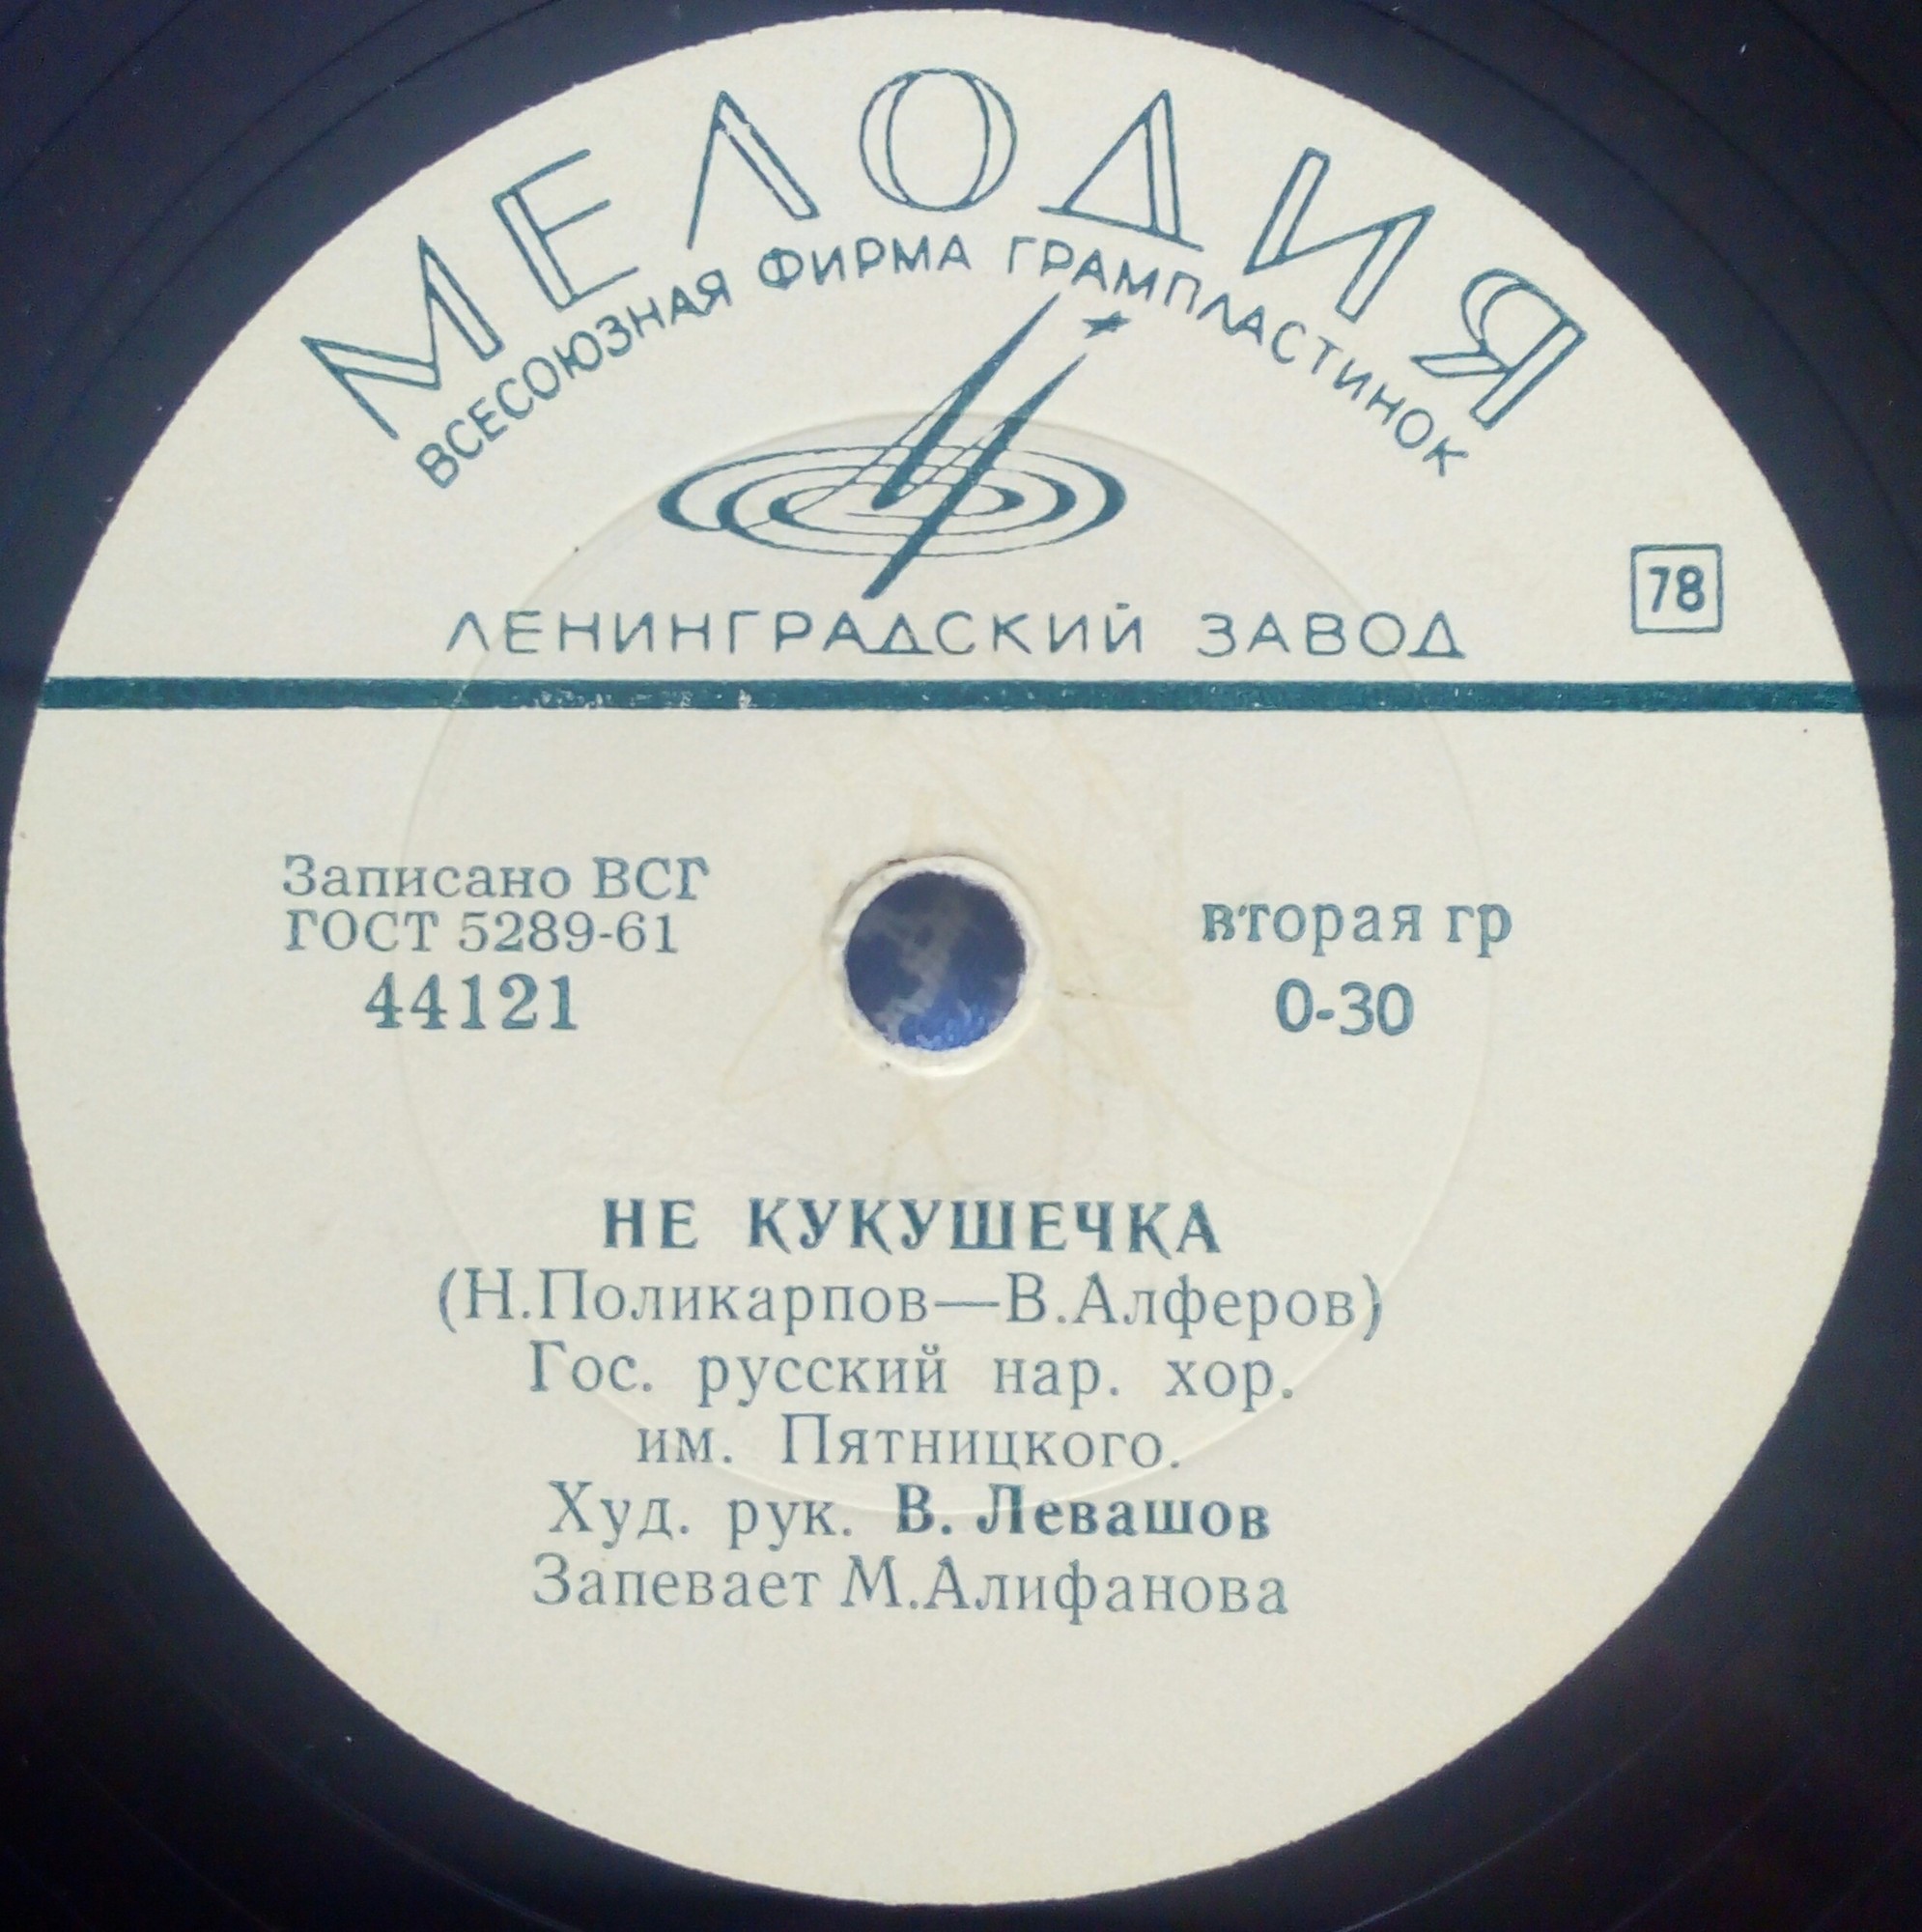 МЕЛОДИЯ
ВСЕСОЮЗНАЯ ФИРМА ГРАМПЛАСТИНОК
ЛЕНИНГРАДСКИЙ ЗАВОД
78
Записано ВСГ
ГОСТ 5289-61
44121
вторая гр
0-30
НЕ КУКУШЕЧКА
(Н.Поликарпов—В.Алферов)
Гос. русский нар. хор.
им. Пятницкого.
Худ. рук. В. Левашов
Запевает М.Алифанова